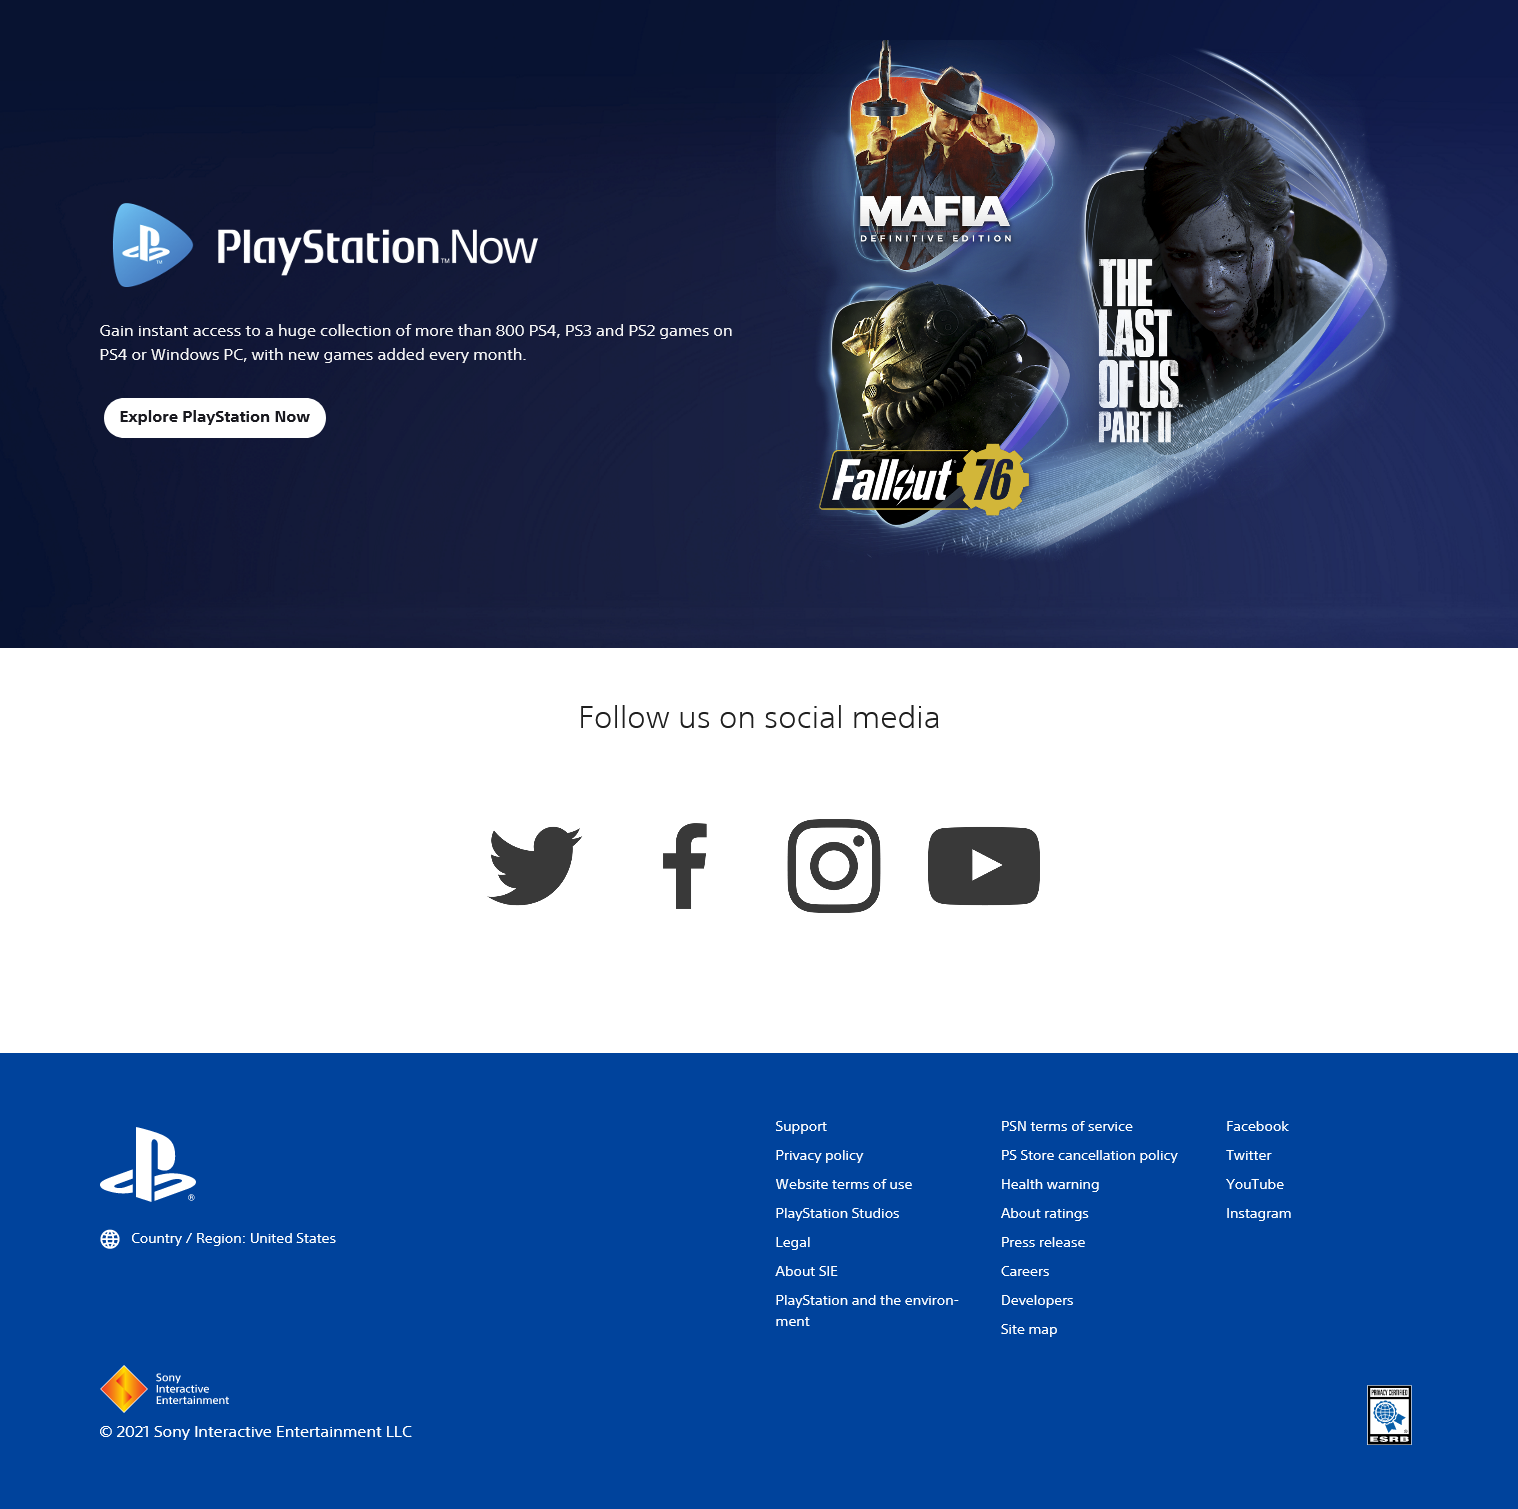 MAFIA
DEFINITIVE EDITION
THE
LAST
OF US
PART II
Fallout 76
PlayStation™Now
Gain instant access to a huge collection of more than 800 PS4, PS3 and PS2 games on
PS4 or Windows PC, with new games added every month.
Explore PlayStation Now
Follow us on social media
Support
Privacy policy
Website terms of use
PlayStation Studios
Legal
About SIE
PlayStation and the environ-
ment
PSN terms of service
PS Store cancellation policy
Health warning
About ratings
Press release
Careers
Developers
Site map
Facebook
Twitter
YouTube
Instagram
®
Country / Region: United States
Sony
Interactive
Entertainment
© 2021 Sony Interactive Entertainment LLC
PRIVACY CERTIFIED
ESRB